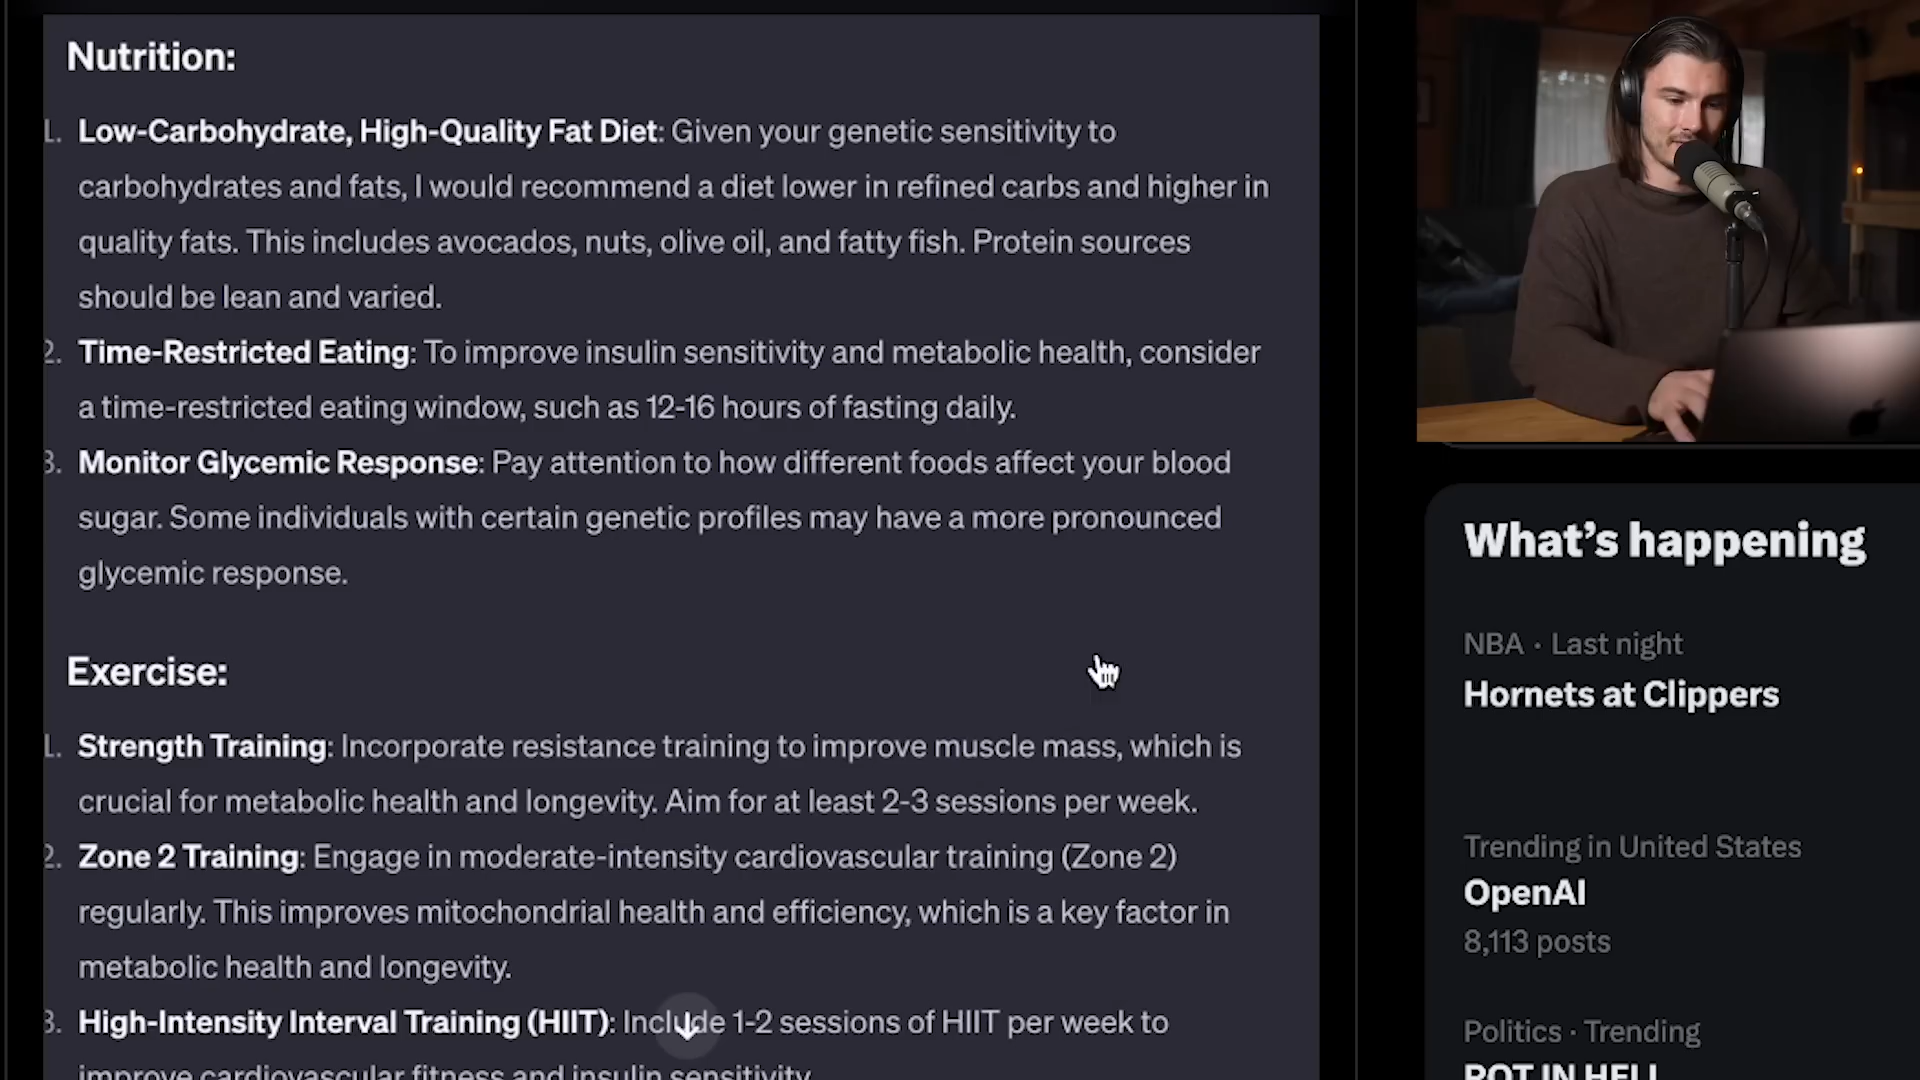 Nutrition:
1. Low-Carbohydrate, High-Quality Fat Diet: Given your genetic sensitivity to
carbohydrates and fats, I would recommend a diet lower in refined carbs and higher in
quality fats. This includes avocados, nuts, olive oil, and fatty fish. Protein sources
should be lean and varied.
2. Time-Restricted Eating: To improve insulin sensitivity and metabolic health, consider
a time-restricted eating window, such as 12-16 hours of fasting daily.
3. Monitor Glycemic Response: Pay attention to how different foods affect your blood
sugar. Some individuals with certain genetic profiles may have a more pronounced
glycemic response.
Exercise:
1. Strength Training: Incorporate resistance training to improve muscle mass, which is
crucial for metabolic health and longevity. Aim for at least 2-3 sessions per week.
2. Zone 2 Training: Engage in moderate-intensity cardiovascular training (Zone 2)
regularly. This improves mitochondrial health and efficiency, which is a key factor in
metabolic health and longevity.
3. High-Intensity Interval Training (HIIT): Include 1-2 sessions of HIIT per week to
improve cardiovascular fitness and insulin sensitivity.
What's happening
NBA · Last night
Hornets at Clippers
Trending in United States
OpenAI
8,113 posts
Politics · Trending
ROT IN HELL